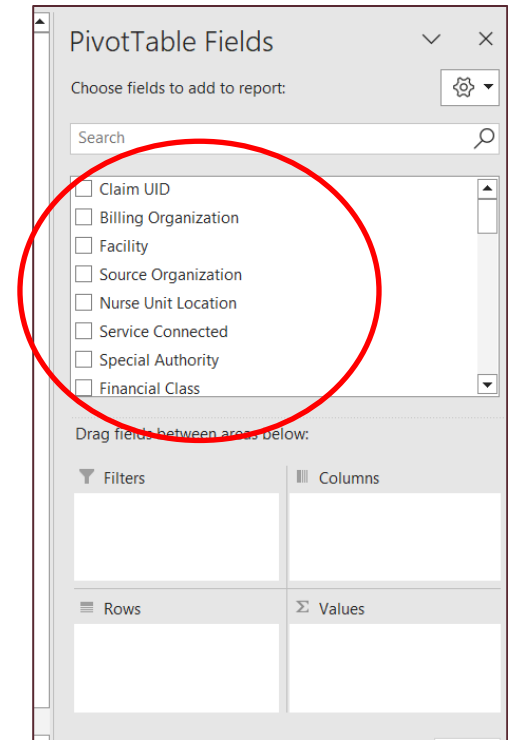 PivotTable Fields
Choose fields to add to report:
Search
Claim UID
Billing Organization
Facility
Source Organization
Nurse Unit Location
Service Connected
Special Authority
Financial Class
Drag fields between areas below:
Filters
Columns
Rows
Σ Values